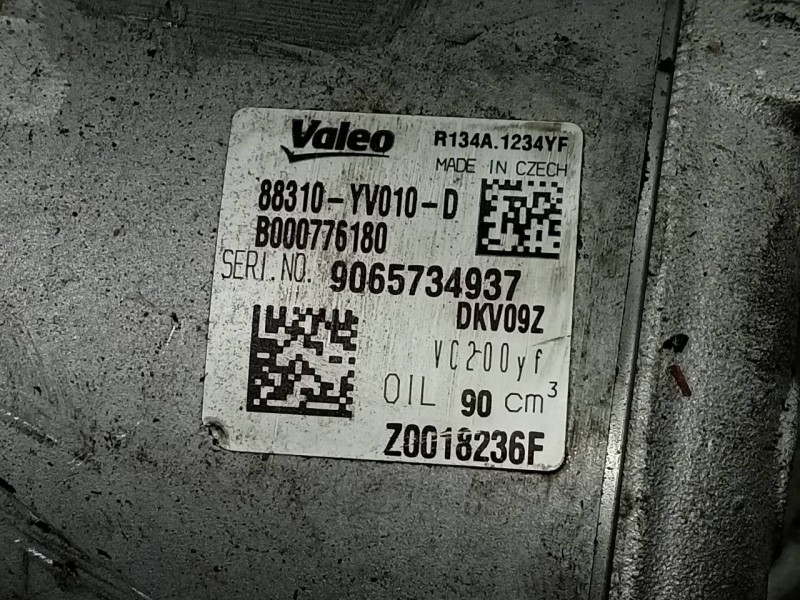 Valeo R134A.1234YF
MADE IN CZECH
88310-YV010-D
B000776180
SERI.NO. 9065734937
DKV09Z
VC200yf
OIL 90 cm³
Z0018236F